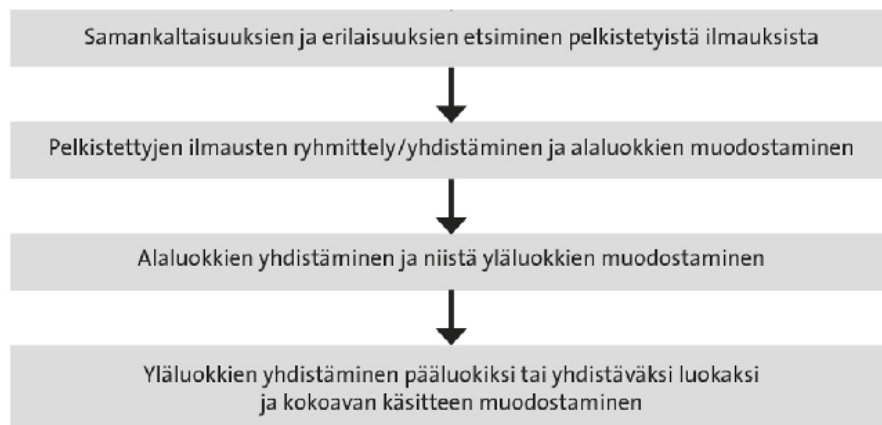 Samankaltaisuuksien ja erilaisuuksien etsiminen pelkistetyistä ilmauksista
Pelkistettyjen ilmausten ryhmittely/yhdistäminen ja alaluokkien muodostaminen
Alaluokkien yhdistäminen ja niistä yläluokkien muodostaminen
Yläluokkien yhdistäminen pääluokiksi tai yhdistäväksi luokaksi
ja kokoavan käsitteen muodostaminen